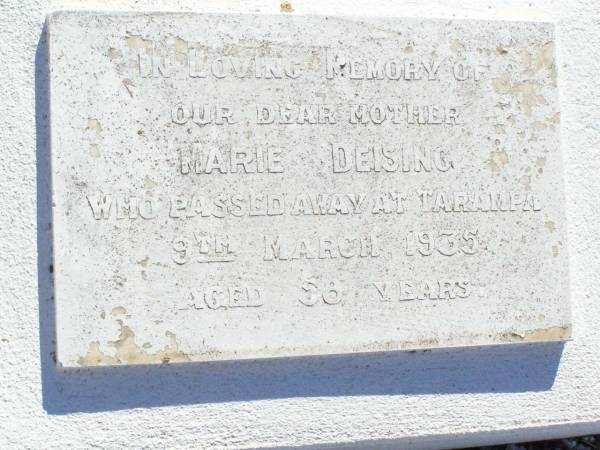 IN LOVING MEMORY OF
OUR DEAR MOTHER
MARIE DEISING
WHO PASSED AWAY AT TARAMPA
9TH MARCH 1935.
AGED YEARS.